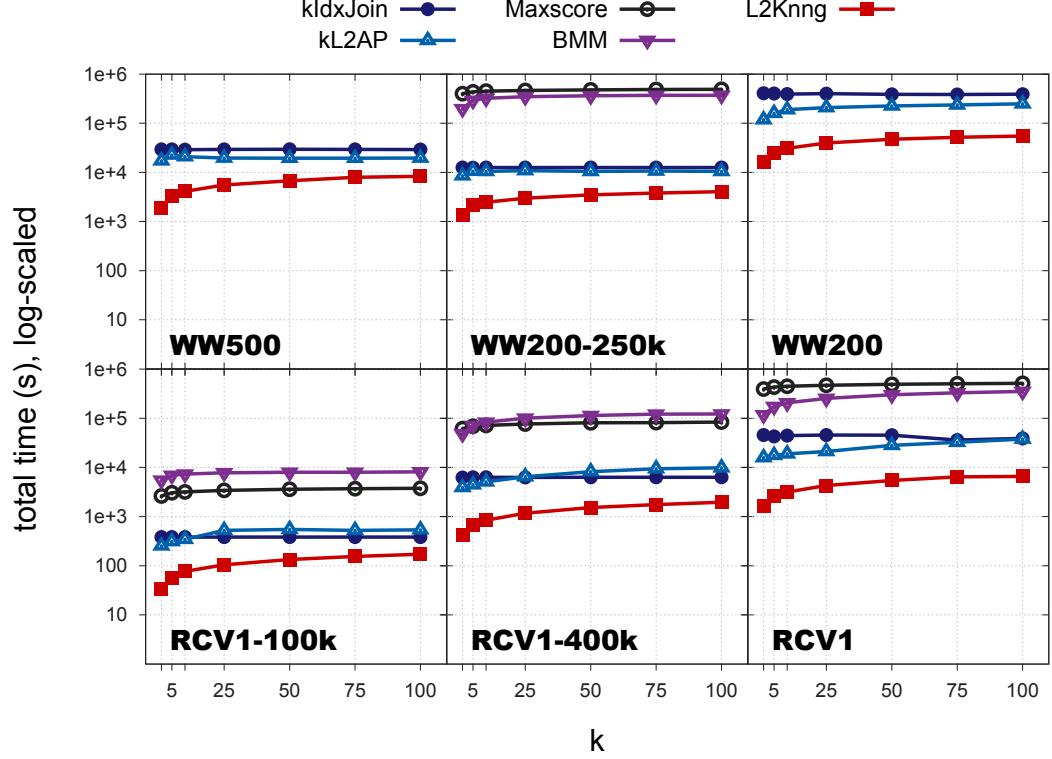 kIdxJoin Maxscore L2Knng
kL2AP BMM
total time (s), log-scaled
1e+6
1e+5
1e+4
1e+3
100
10
WW500 WW200-250k WW200
1e+6
1e+5
1e+4
1e+3
100
10
RCV1-100k RCV1-400k RCV1
5 25 50 75 100 5 25 50 75 100 5 25 50 75 100
k